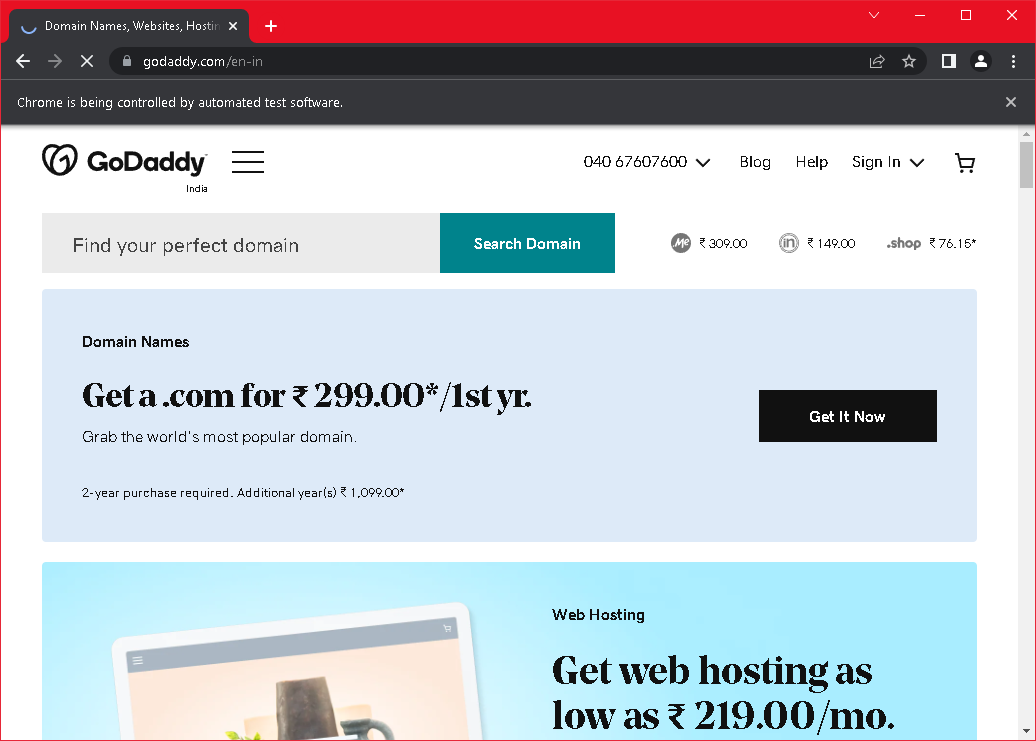 Domain Names, Websites, Hostin
godaddy.com/en-in
Chrome is being controlled by automated test software.
GoDaddy
India
040 67607600
Blog
Help
Sign In
Find your perfect domain
Search Domain
Me ₹ 309.00
in ₹ 149.00
.shop ₹ 76.15*
Domain Names
Get a .com for ₹ 299.00*/1st yr.
Grab the world's most popular domain.
Get It Now
2-year purchase required. Additional year(s) ₹ 1,099.00*
Web Hosting
Get web hosting as
low as ₹ 219.00/mo.